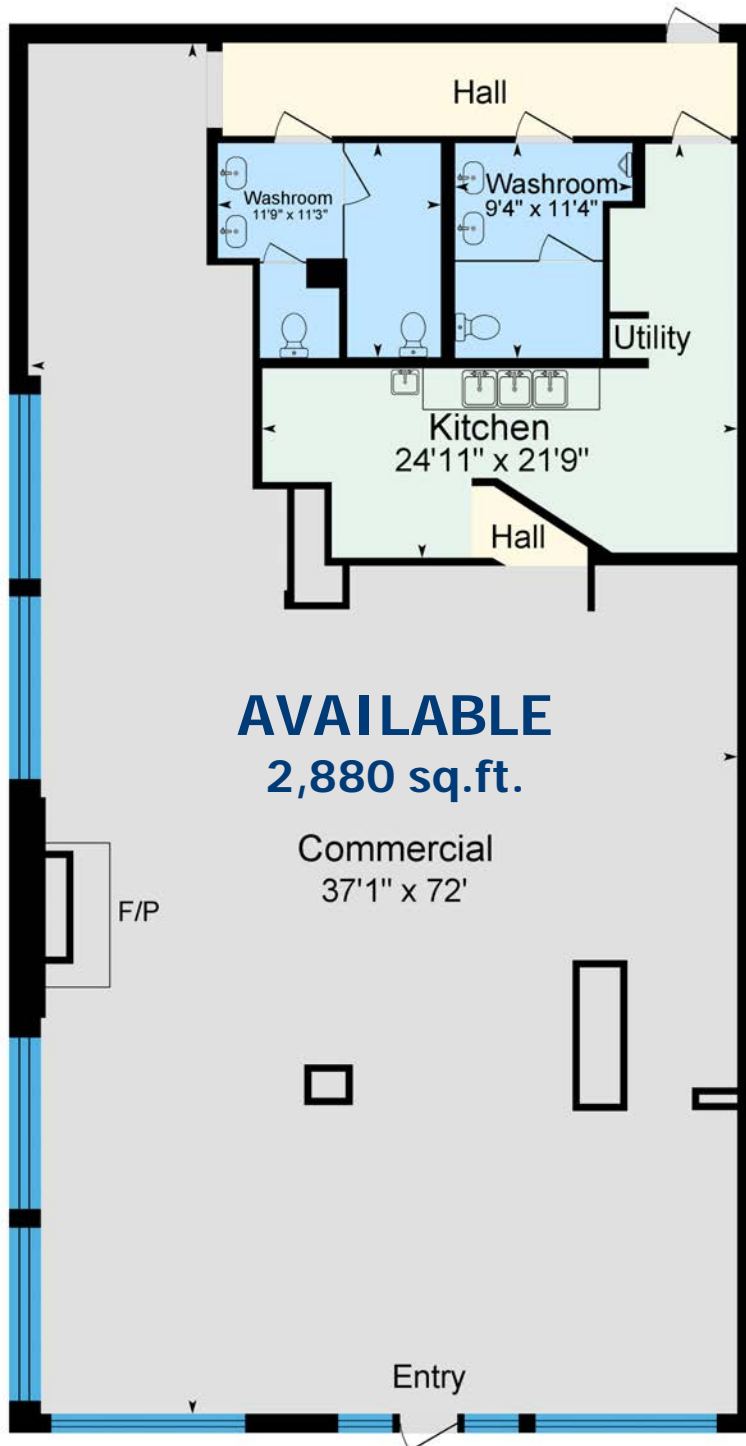 Hall
Washroom
11'9" x 11'3"
Washroom
9'4" x 11'4"
Utility
Kitchen
24'11" x 21'9"
Hall
AVAILABLE
2,880 sq.ft.
Commercial
37'1" x 72'
F/P
Entry